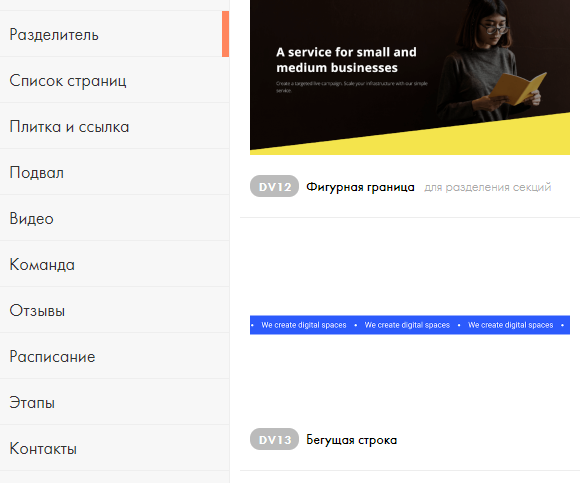 Разделитель
Список страниц
Плитка и ссылка
Подвал
Видео
Команда
Отзывы
Расписание
Этапы
Контакты
A service for small and
medium businesses
Create a targeted live campaign. Scale your infrastructure with our simple
service.
DV12 Фигурная граница для разделения секций
• We create digital spaces • We create digital spaces • We create digital spaces •
DV13 Бегущая строка